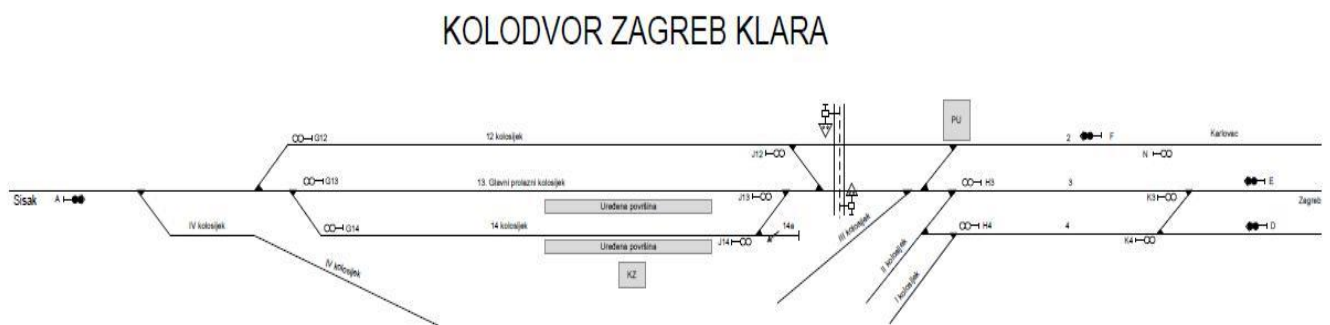 KOLODVOR ZAGREB KLARA
PU
2
F
Karlovec
G12
12 kolosijek
J12
N
Sisak
A
G13
13. Glavni prolazni kolosijek
J13
H3
3
K3
E
Zagreb
Uređena površina
IV kolosijek
G14
14 kolosijek
14a
J14
III kolosijek
H4
4
K4
D
Uređena površina
IV kolosijek
KZ
II kolosijek
I kolosijek